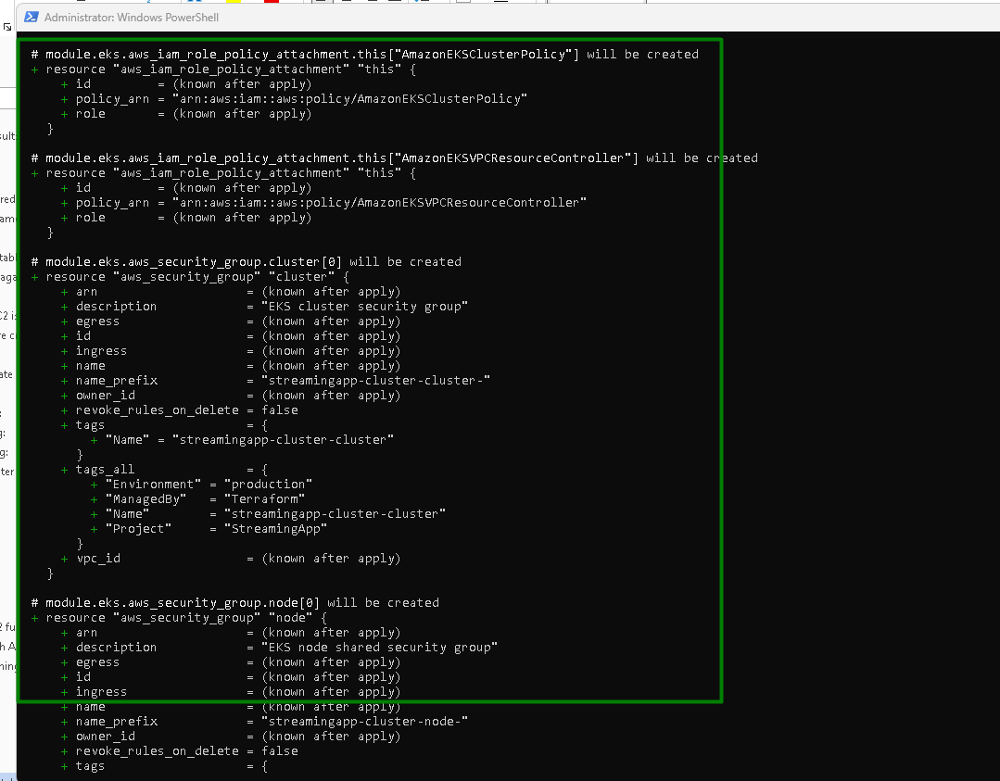 Administrator: Windows PowerShell
# module.eks.aws_iam_role_policy_attachment.this["AmazonEKSClusterPolicy"] will be created
+ resource "aws_iam_role_policy_attachment" "this" {
+ id = (known after apply)
+ policy_arn = "arn:aws:iam::aws:policy/AmazonEKSClusterPolicy"
+ role = (known after apply)
}
# module.eks.aws_iam_role_policy_attachment.this["AmazonEKSVPCResourceController"] will be created
+ resource "aws_iam_role_policy_attachment" "this" {
+ id = (known after apply)
+ policy_arn = "arn:aws:iam::aws:policy/AmazonEKSVPCResourceController"
+ role = (known after apply)
}
# module.eks.aws_security_group.cluster[0] will be created
+ resource "aws_security_group" "cluster" {
+ arn = (known after apply)
+ description = "EKS cluster security group"
+ egress = (known after apply)
+ id = (known after apply)
+ ingress = (known after apply)
+ name = (known after apply)
+ name_prefix = "streamingapp-cluster-cluster-"
+ owner_id = (known after apply)
+ revoke_rules_on_delete = false
+ tags = {
+ "Name" = "streamingapp-cluster-cluster"
}
+ tags_all = {
+ "Environment" = "production"
+ "ManagedBy" = "Terraform"
+ "Name" = "streamingapp-cluster-cluster"
+ "Project" = "StreamingApp"
}
+ vpc_id = (known after apply)
}
# module.eks.aws_security_group.node[0] will be created
+ resource "aws_security_group" "node" {
+ arn = (known after apply)
+ description = "EKS node shared security group"
+ egress = (known after apply)
+ id = (known after apply)
+ ingress = (known after apply)
+ name = (known after apply)
+ name_prefix = "streamingapp-cluster-node-"
+ owner_id = (known after apply)
+ revoke_rules_on_delete = false
+ tags = {